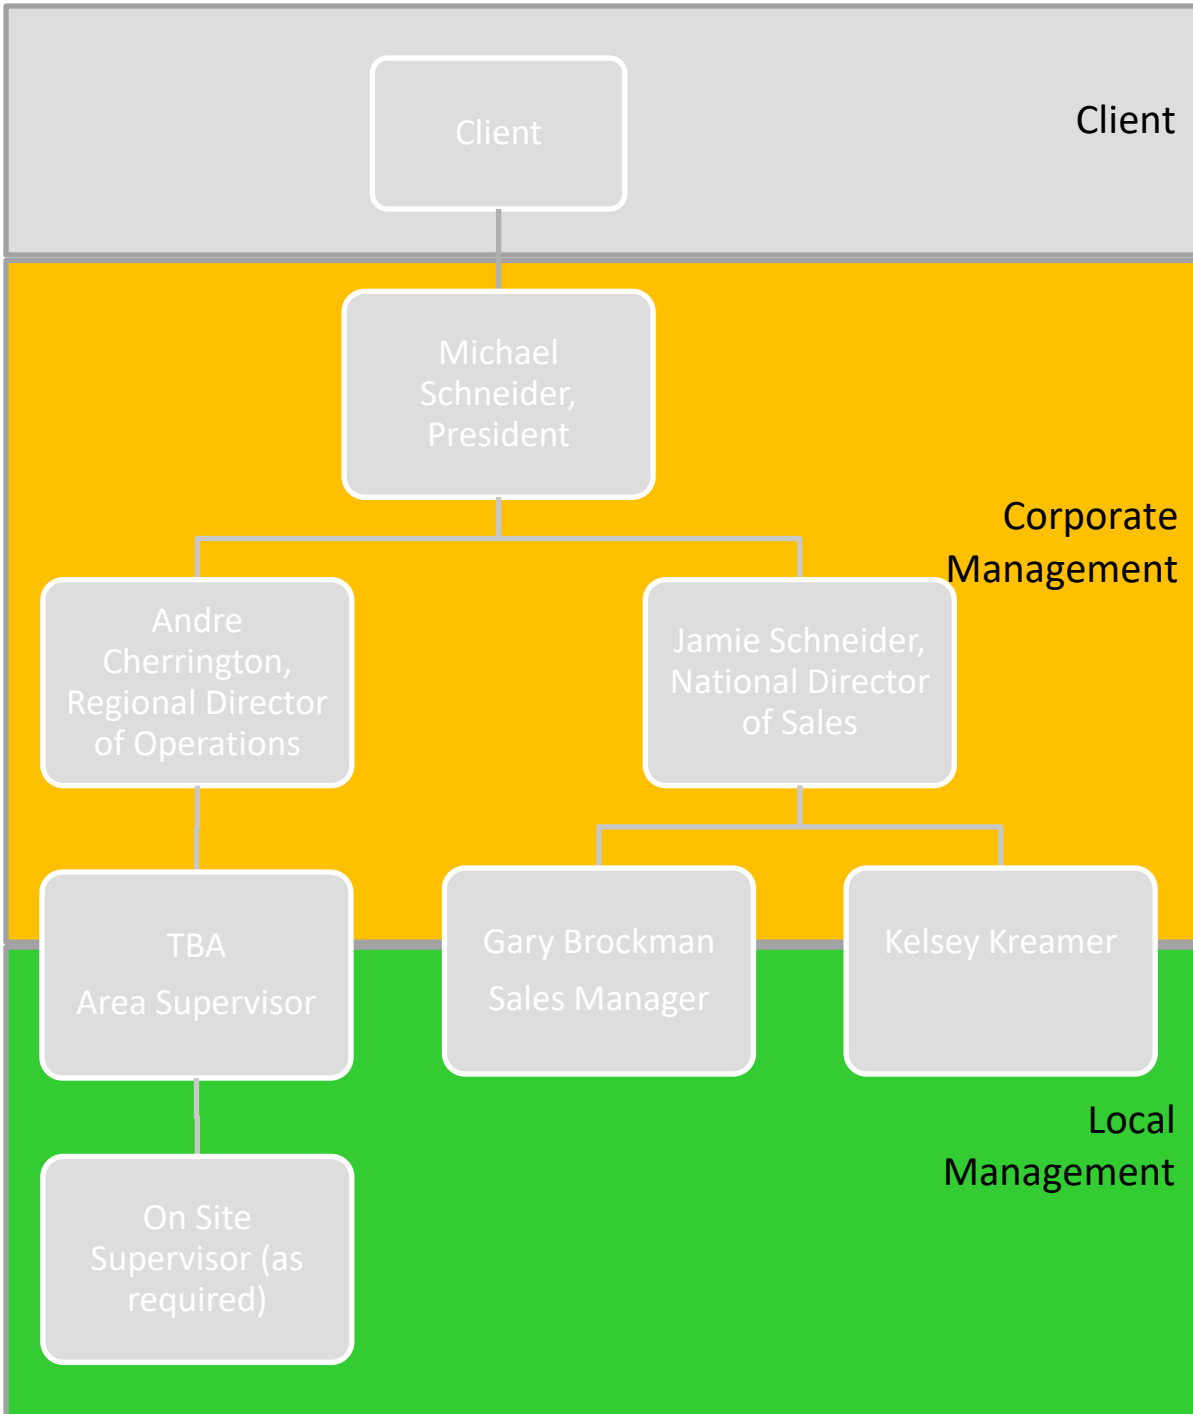 Client
Client
Michael
Schneider,
President
Corporate
Management
Andre
Cherrington,
Regional Director
of Operations
Jamie Schneider,
National Director
of Sales
TBA
Area Supervisor
Gary Brockman
Sales Manager
Kelsey Kreamer
Local
Management
On Site
Supervisor (as
required)